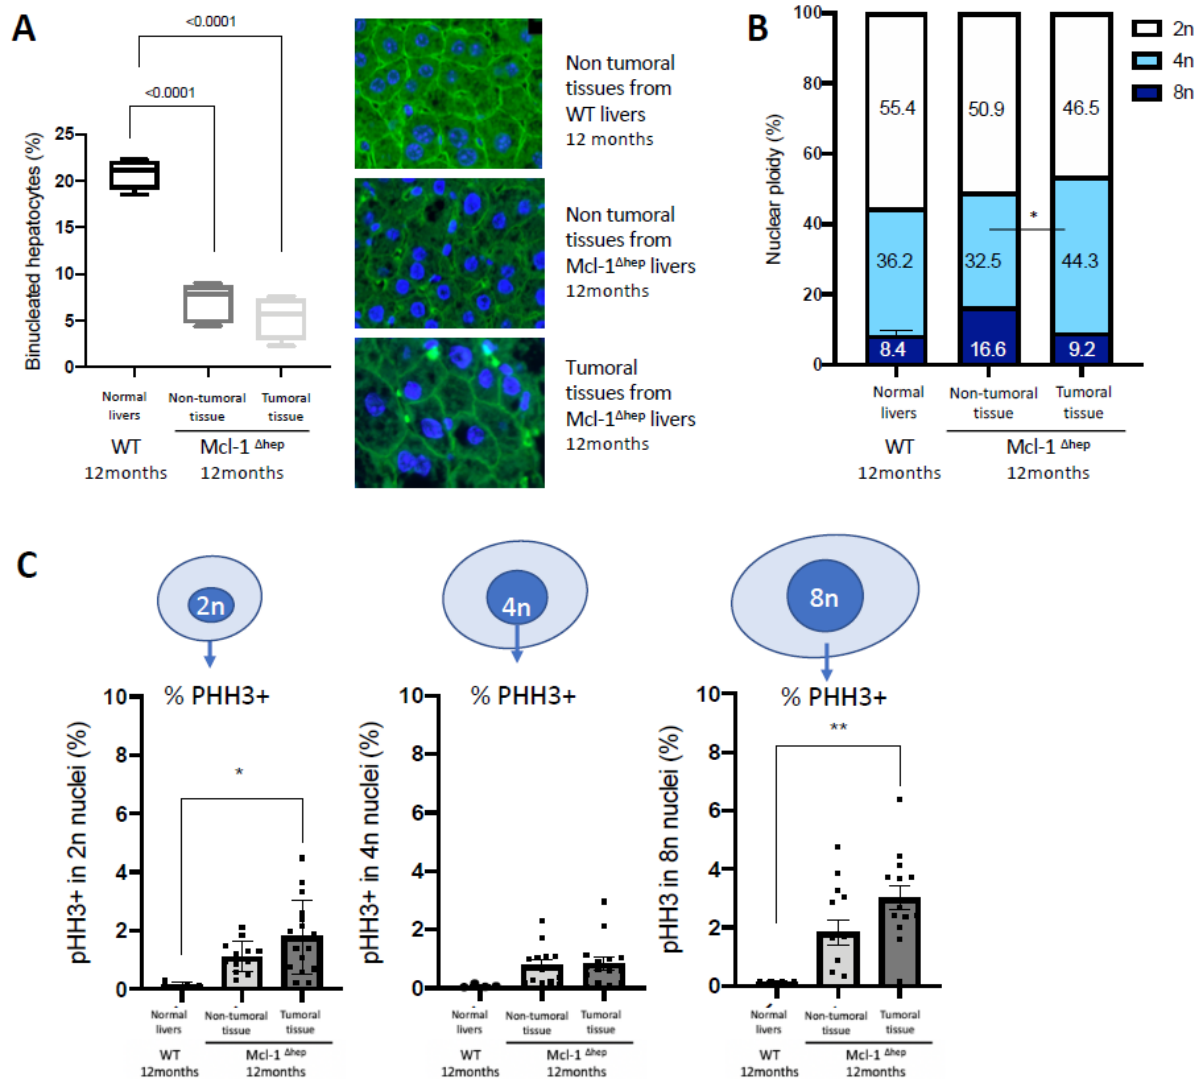 A
<0.0001
<0.0001
Binucleated hepatocytes (%)
25
20
15
10
5
0
Normal livers
Non-tumoral tissue
Tumoral tissue
WT
12months
Mcl-1 Δhep
12months
Non tumoral
tissues from
WT livers
12 months
Non tumoral
tissues from
Mcl-1Δhep livers
12months
Tumoral
tissues from
Mcl-1Δhep livers
12months
B
Nuclear ploidy (%)
100
80
60
40
20
0
55.4
36.2
8.4
50.9
32.5
16.6
*
46.5
44.3
9.2
2n
4n
8n
Normal livers
Non-tumoral tissue
Tumoral tissue
WT
12months
Mcl-1 Δhep
12months
C
2n
% PHH3+
pHH3+ in 2n nuclei (%)
10
8
6
4
2
0
*
Normal livers
Non-tumoral tissue
Tumoral tissue
WT
12months
Mcl-1 Δhep
12months
4n
% PHH3+
pHH3+ in 4n nuclei (%)
10
8
6
4
2
0
Normal livers
Non-tumoral tissue
Tumoral tissue
WT
12months
Mcl-1 Δhep
12months
8n
% PHH3+
pHH3 in 8n nuclei (%)
10
8
6
4
2
0
**
Normal livers
Non-tumoral tissue
Tumoral tissue
WT
12months
Mcl-1 Δhep
12months